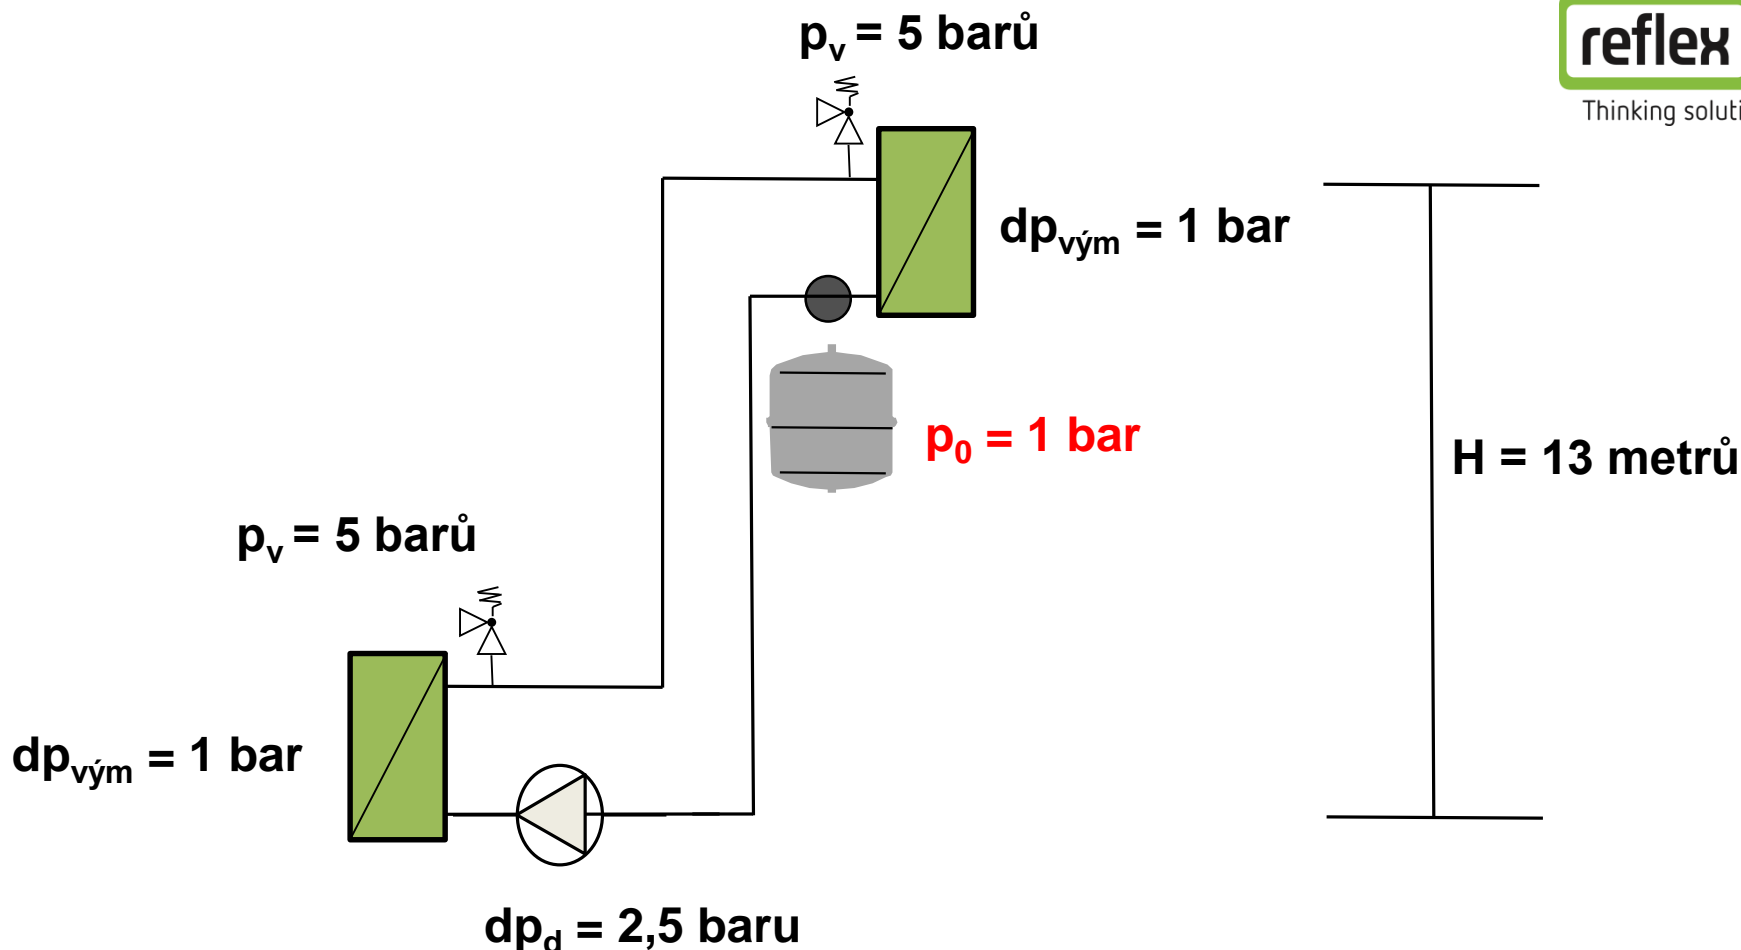 pv = 5 barů
reflex
Thinking soluti
dpvým = 1 bar
p0 = 1 bar
H = 13 metrů
pv = 5 barů
dpvým = 1 bar
dpd = 2,5 baru